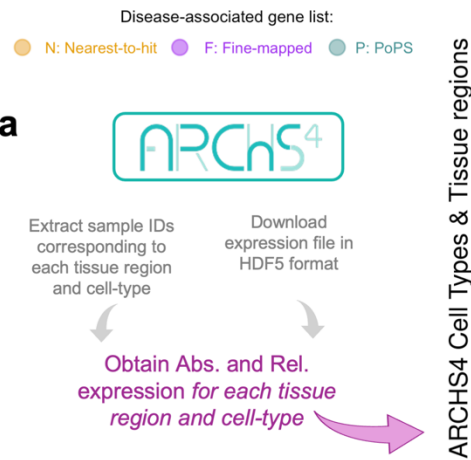 Disease-associated gene list:
N: Nearest-to-hit F: Fine-mapped P: PoPS
a
ARCHS4
Extract sample IDs
corresponding to
each tissue region
and cell-type
Download
expression file in
HDF5 format
Obtain Abs. and Rel.
expression for each tissue
region and cell-type
ARCHS4 Cell Types & Tissue regions